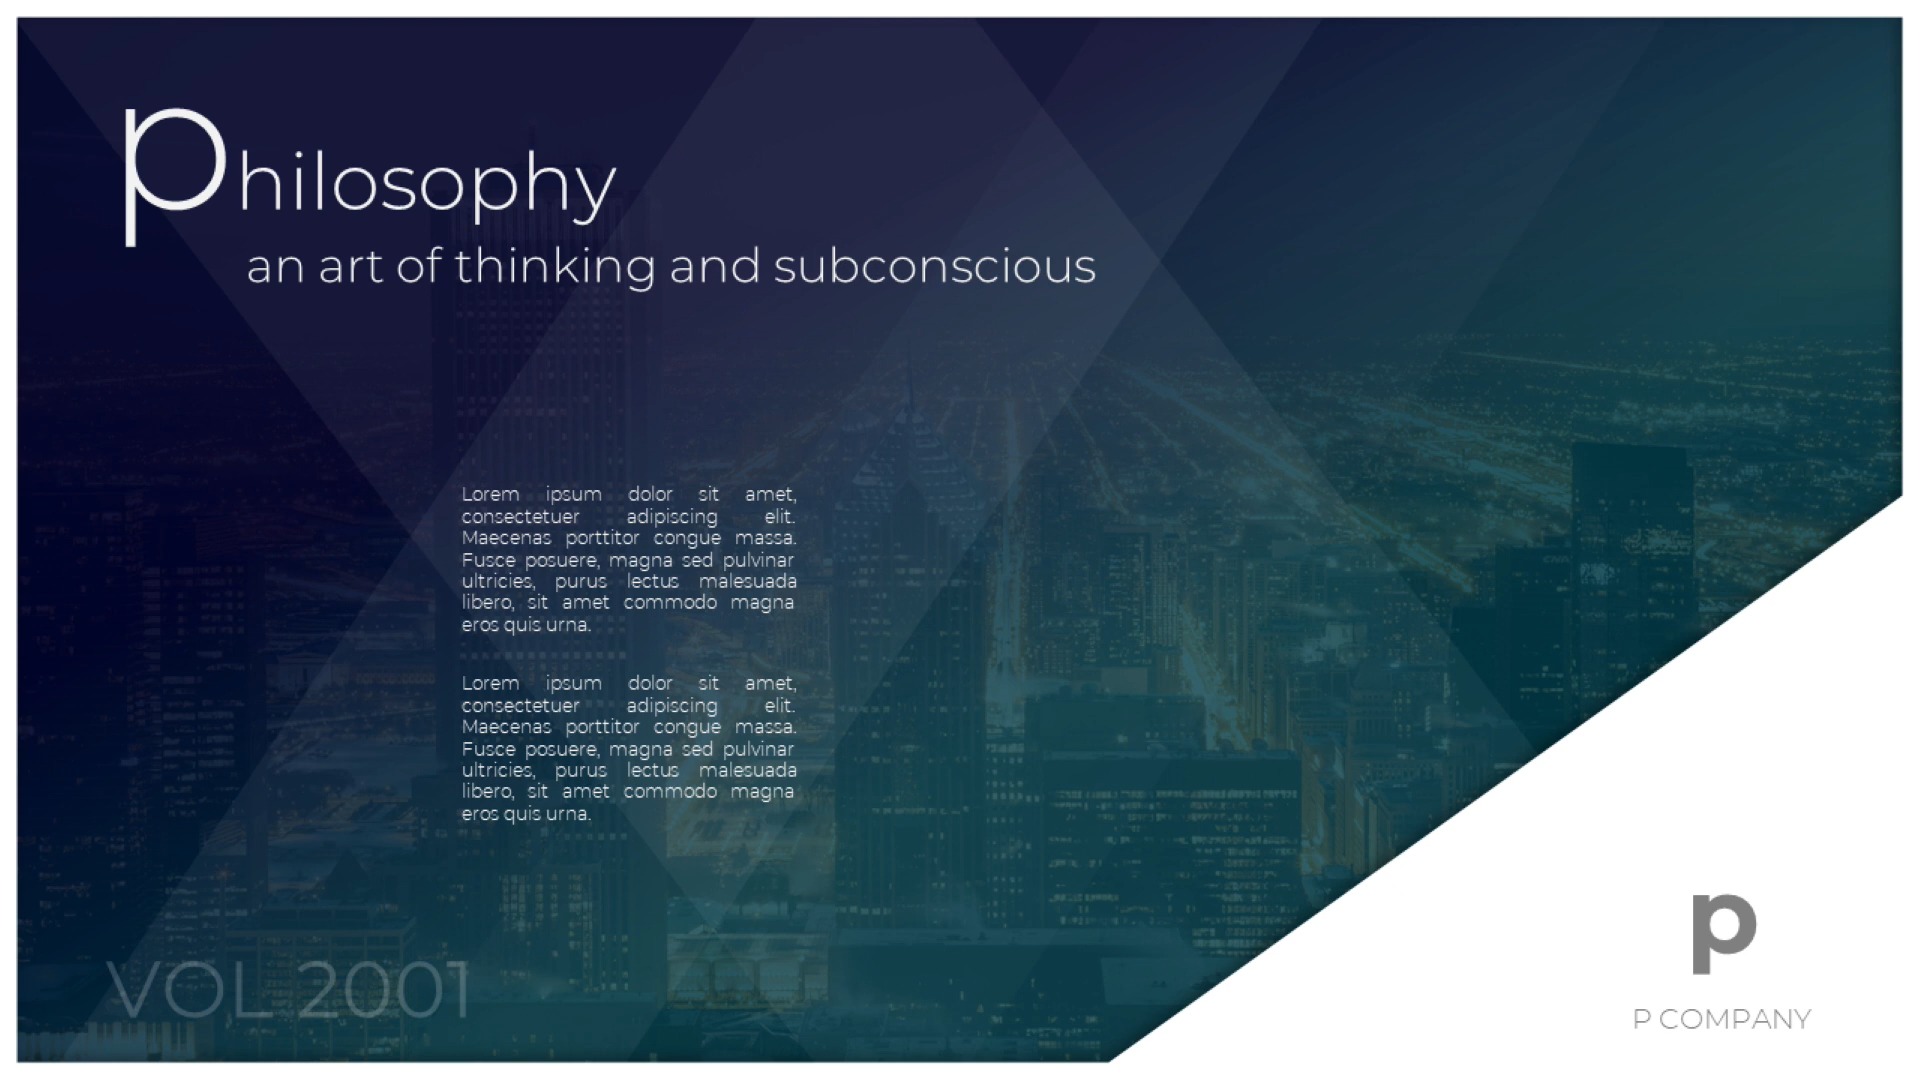 philosophy
an art of thinking and subconscious
Lorem ipsum dolor sit amet,
consectetuer adipiscing elit.
Maecenas porttitor congue massa.
Fusce posuere, magna sed pulvinar
ultricies, purus lectus malesuada
libero, sit amet commodo magna
eros quis urna.
Lorem ipsum dolor sit amet,
consectetuer adipiscing elit.
Maecenas porttitor congue massa.
Fusce posuere, magna sed pulvinar
ultricies, purus lectus malesuada
libero, sit amet commodo magna
eros quis urna.
VOL 2001
p
P COMPANY